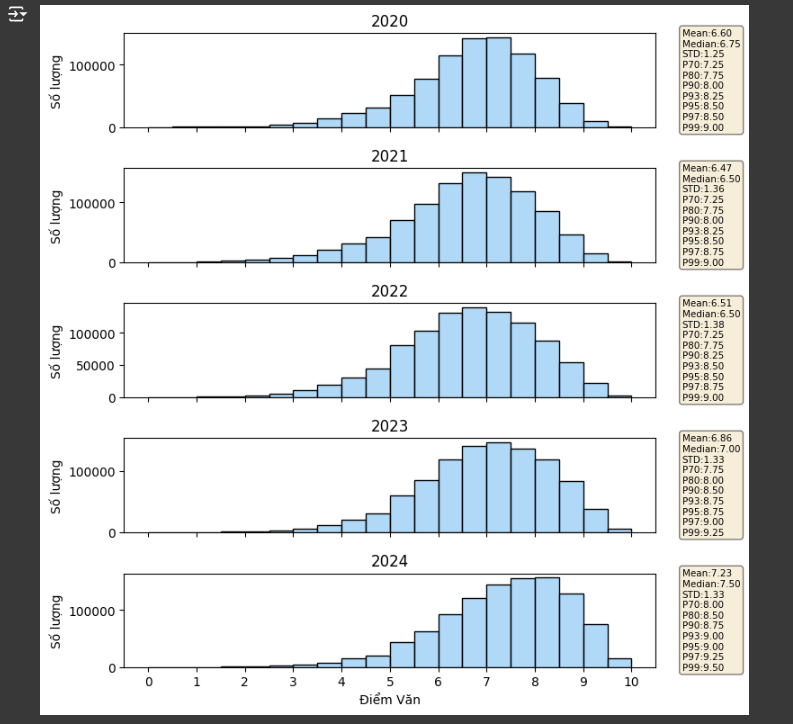 2020
100000
0
Số lượng
Mean:6.60
Median:6.75
STD:1.25
P70:7.25
P80:7.75
P90:8.00
P93:8.25
P95:8.50
P97:8.50
P99:9.00
2021
100000
0
Số lượng
Mean:6.47
Median:6.50
STD:1.36
P70:7.25
P80:7.75
P90:8.00
P93:8.25
P95:8.50
P97:8.75
P99:9.00
2022
100000
50000
0
Số lượng
Mean:6.51
Median:6.50
STD:1.38
P70:7.25
P80:7.75
P90:8.25
P93:8.50
P95:8.50
P97:8.75
P99:9.00
2023
100000
0
Số lượng
Mean:6.86
Median:7.00
STD:1.33
P70:7.75
P80:8.00
P90:8.50
P93:8.75
P95:8.75
P97:9.00
P99:9.25
2024
100000
0
Số lượng
Mean:7.23
Median:7.50
STD:1.33
P70:8.00
P80:8.50
P90:8.75
P93:9.00
P95:9.00
P97:9.25
P99:9.50
0 1 2 3 4 5 6 7 8 9 10
Điểm Văn